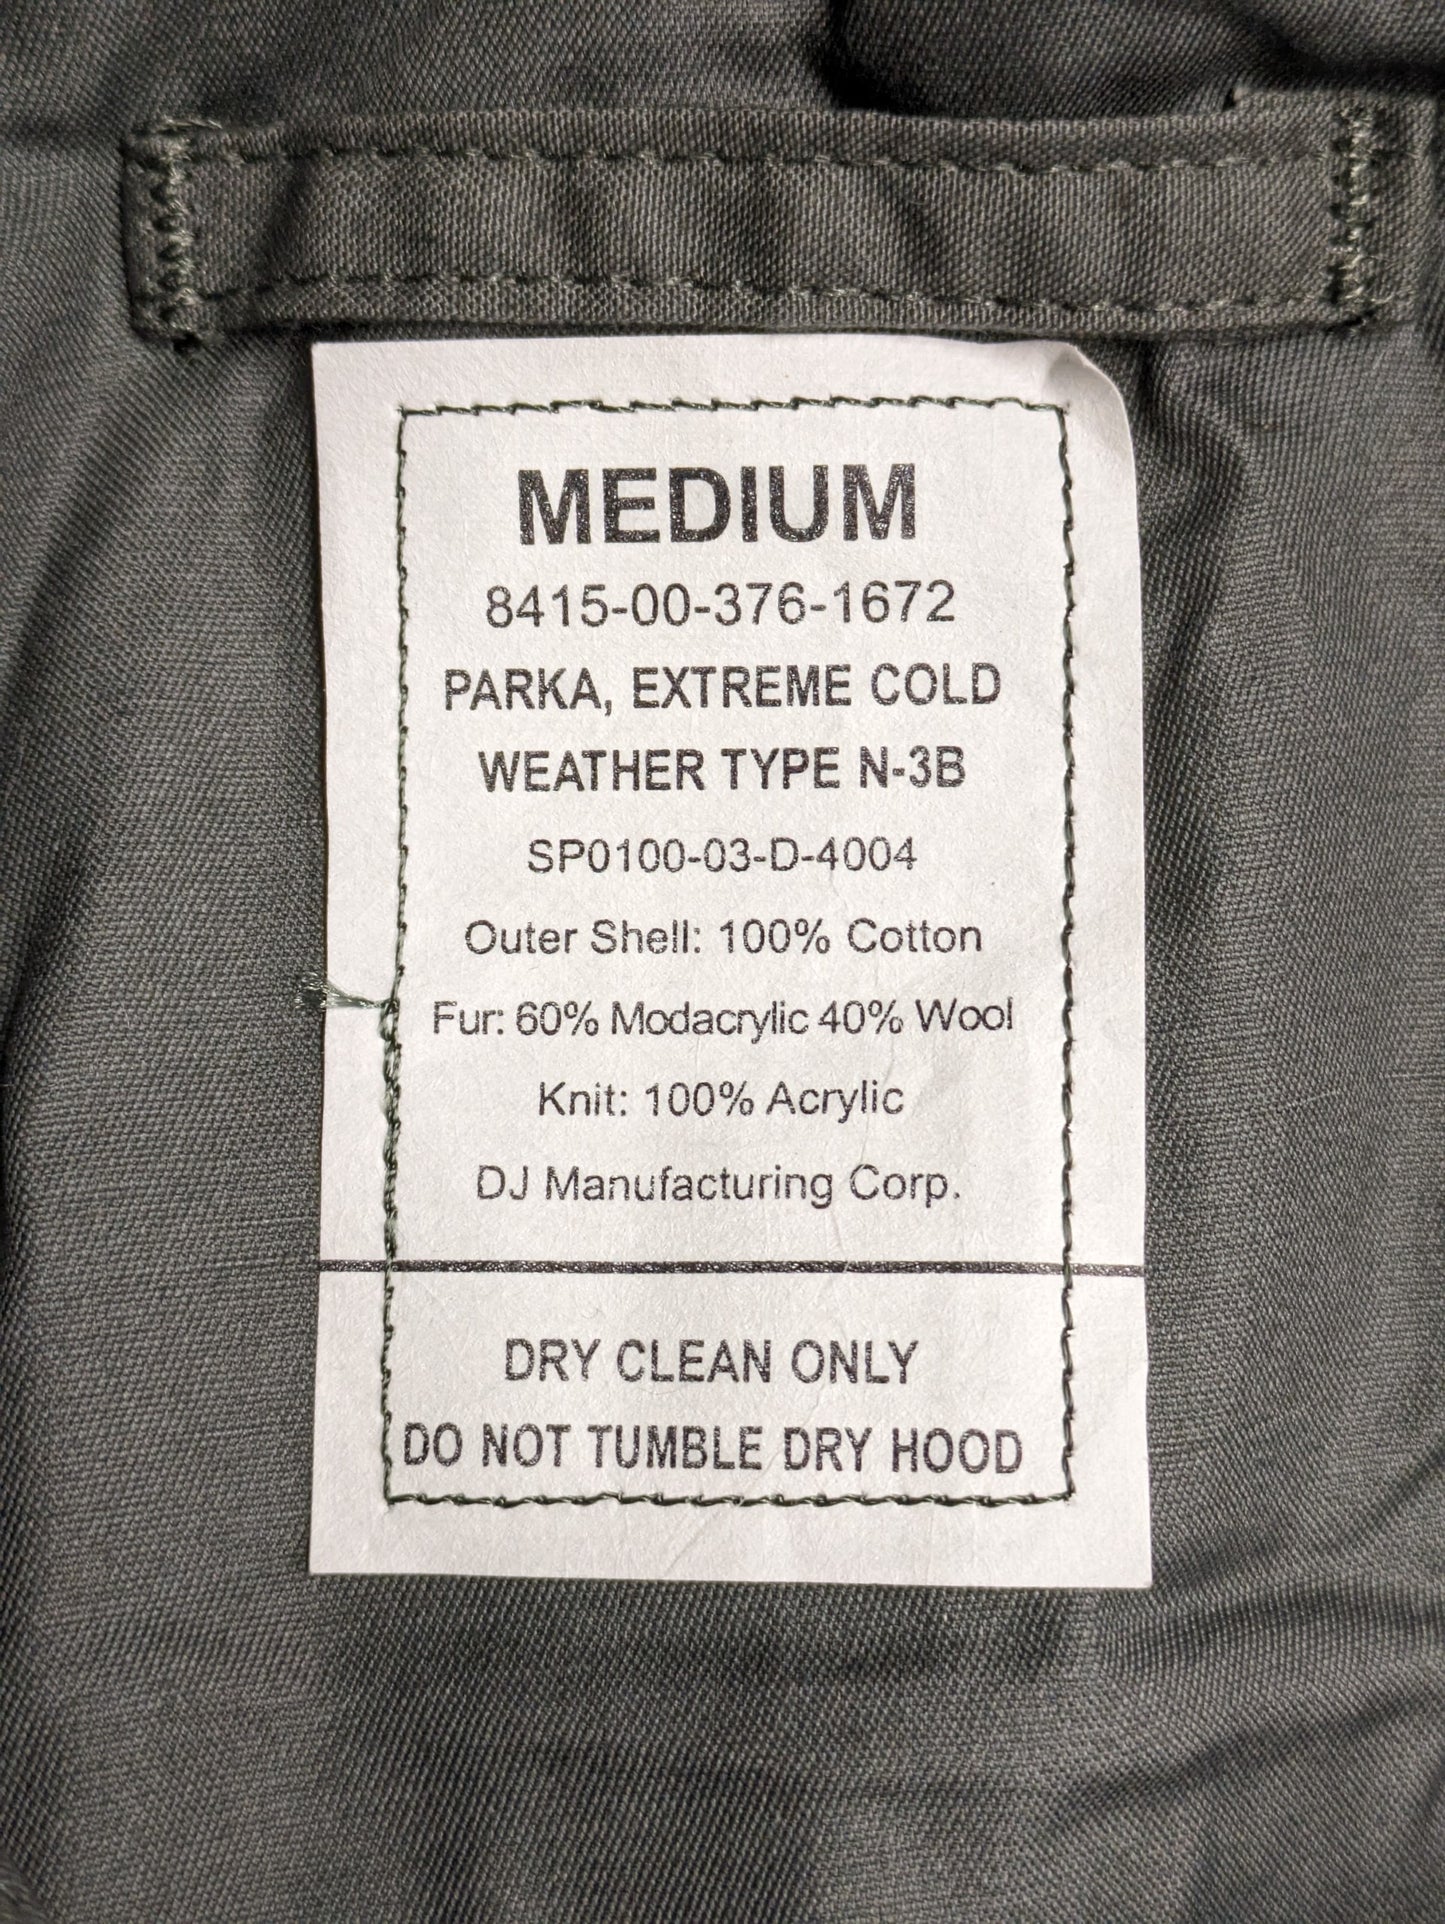 MEDIUM
8415-00-376-1672
PARKA, EXTREME COLD
WEATHER TYPE N-3B
SP0100-03-D-4004
Outer Shell: 100% Cotton
Fur: 60% Modacrylic 40% Wool
Knit: 100% Acrylic
DJ Manufacturing Corp.
DRY CLEAN ONLY
DO NOT TUMBLE DRY HOOD